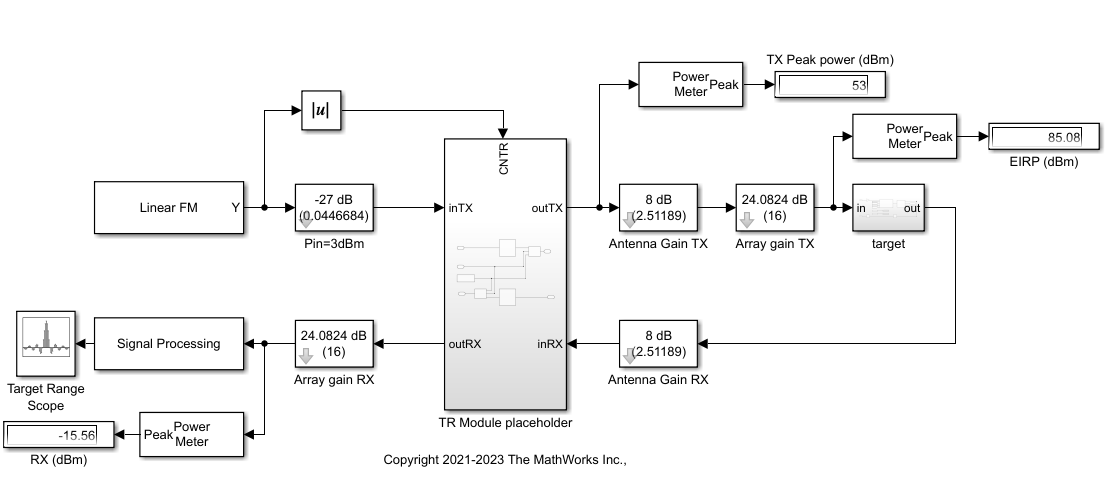 TX Peak power (dBm)
Power
Meter
Peak
53
|u|
Power
Meter
Peak
85.08
EIRP (dBm)
CNTR
Linear FM
Y
-27 dB
(0.0446684)
Pin=3dBm
inTX
outTX
8 dB
(2.51189)
Antenna Gain TX
24.0824 dB
(16)
Array gain TX
in
out
target
Target Range
Scope
Signal Processing
24.0824 dB
(16)
Array gain RX
outRX
inRX
8 dB
(2.51189)
Antenna Gain RX
TR Module placeholder
-15.56
RX (dBm)
Peak
Power
Meter
Copyright 2021-2023 The MathWorks Inc.,